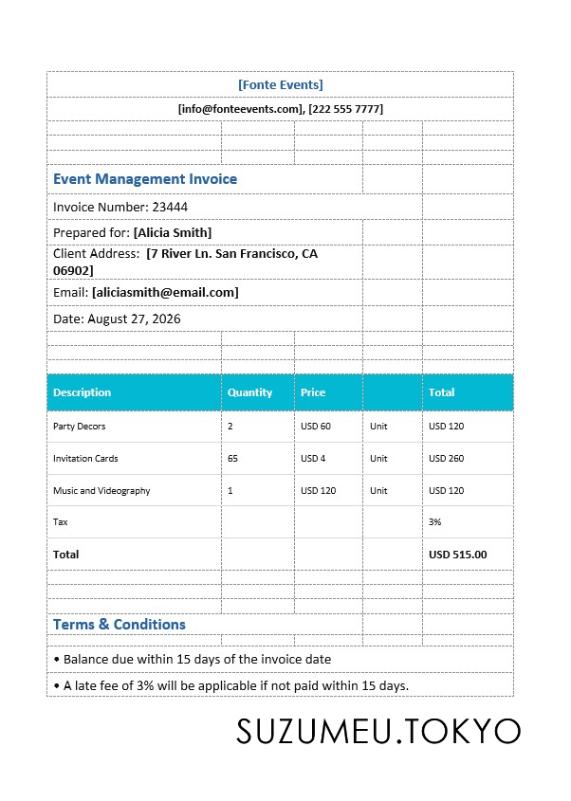 [Fonte Events]
[info@fonteevents.com], [222 555 7777]
Event Management Invoice
Invoice Number: 23444
Prepared for: [Alicia Smith]
Client Address: [7 River Ln. San Francisco, CA
06902]
Email: [aliciasmith@email.com]
Date: August 27, 2026
Description Quantity Price Total
Party Decors 2 USD 60 Unit USD 120
Invitation Cards 65 USD 4 Unit USD 260
Music and Videography 1 USD 120 Unit USD 120
Tax 3%
Total USD 515.00
Terms & Conditions
• Balance due within 15 days of the invoice date
• A late fee of 3% will be applicable if not paid within 15 days.
SUZUMEU.TOKYO